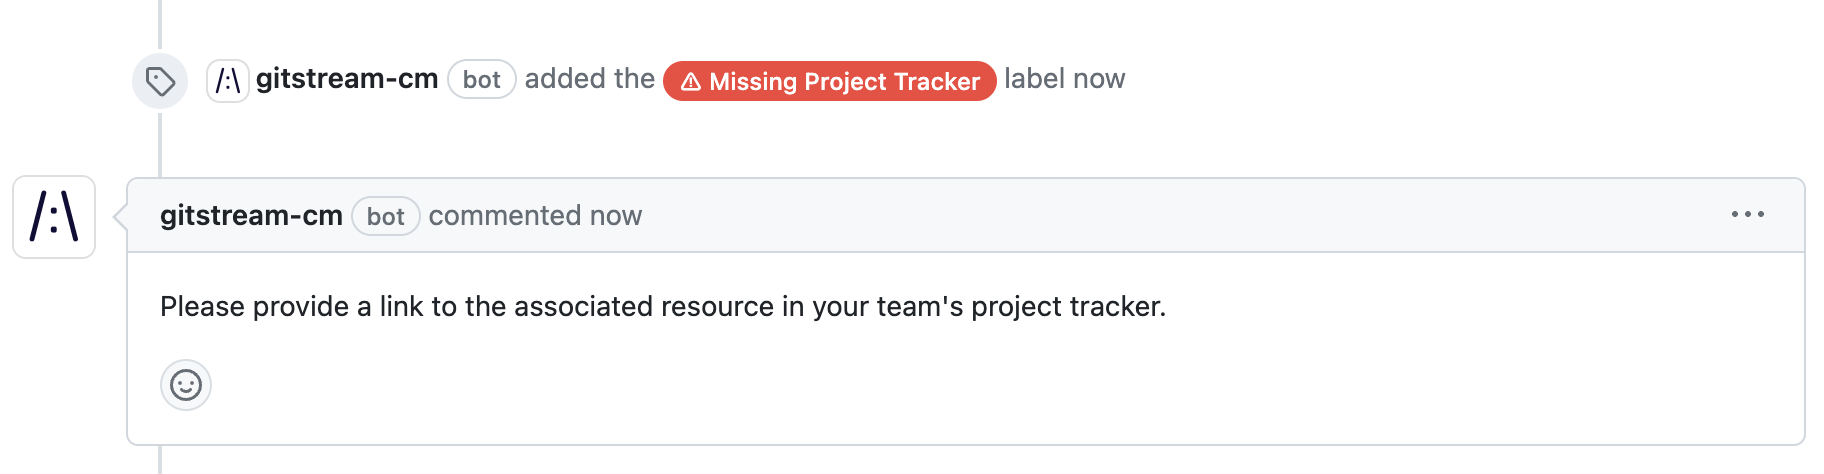 /:\ gitstream-cm bot added the ⚠ Missing Project Tracker label now
/:\
gitstream-cm bot commented now
Please provide a link to the associated resource in your team's project tracker.